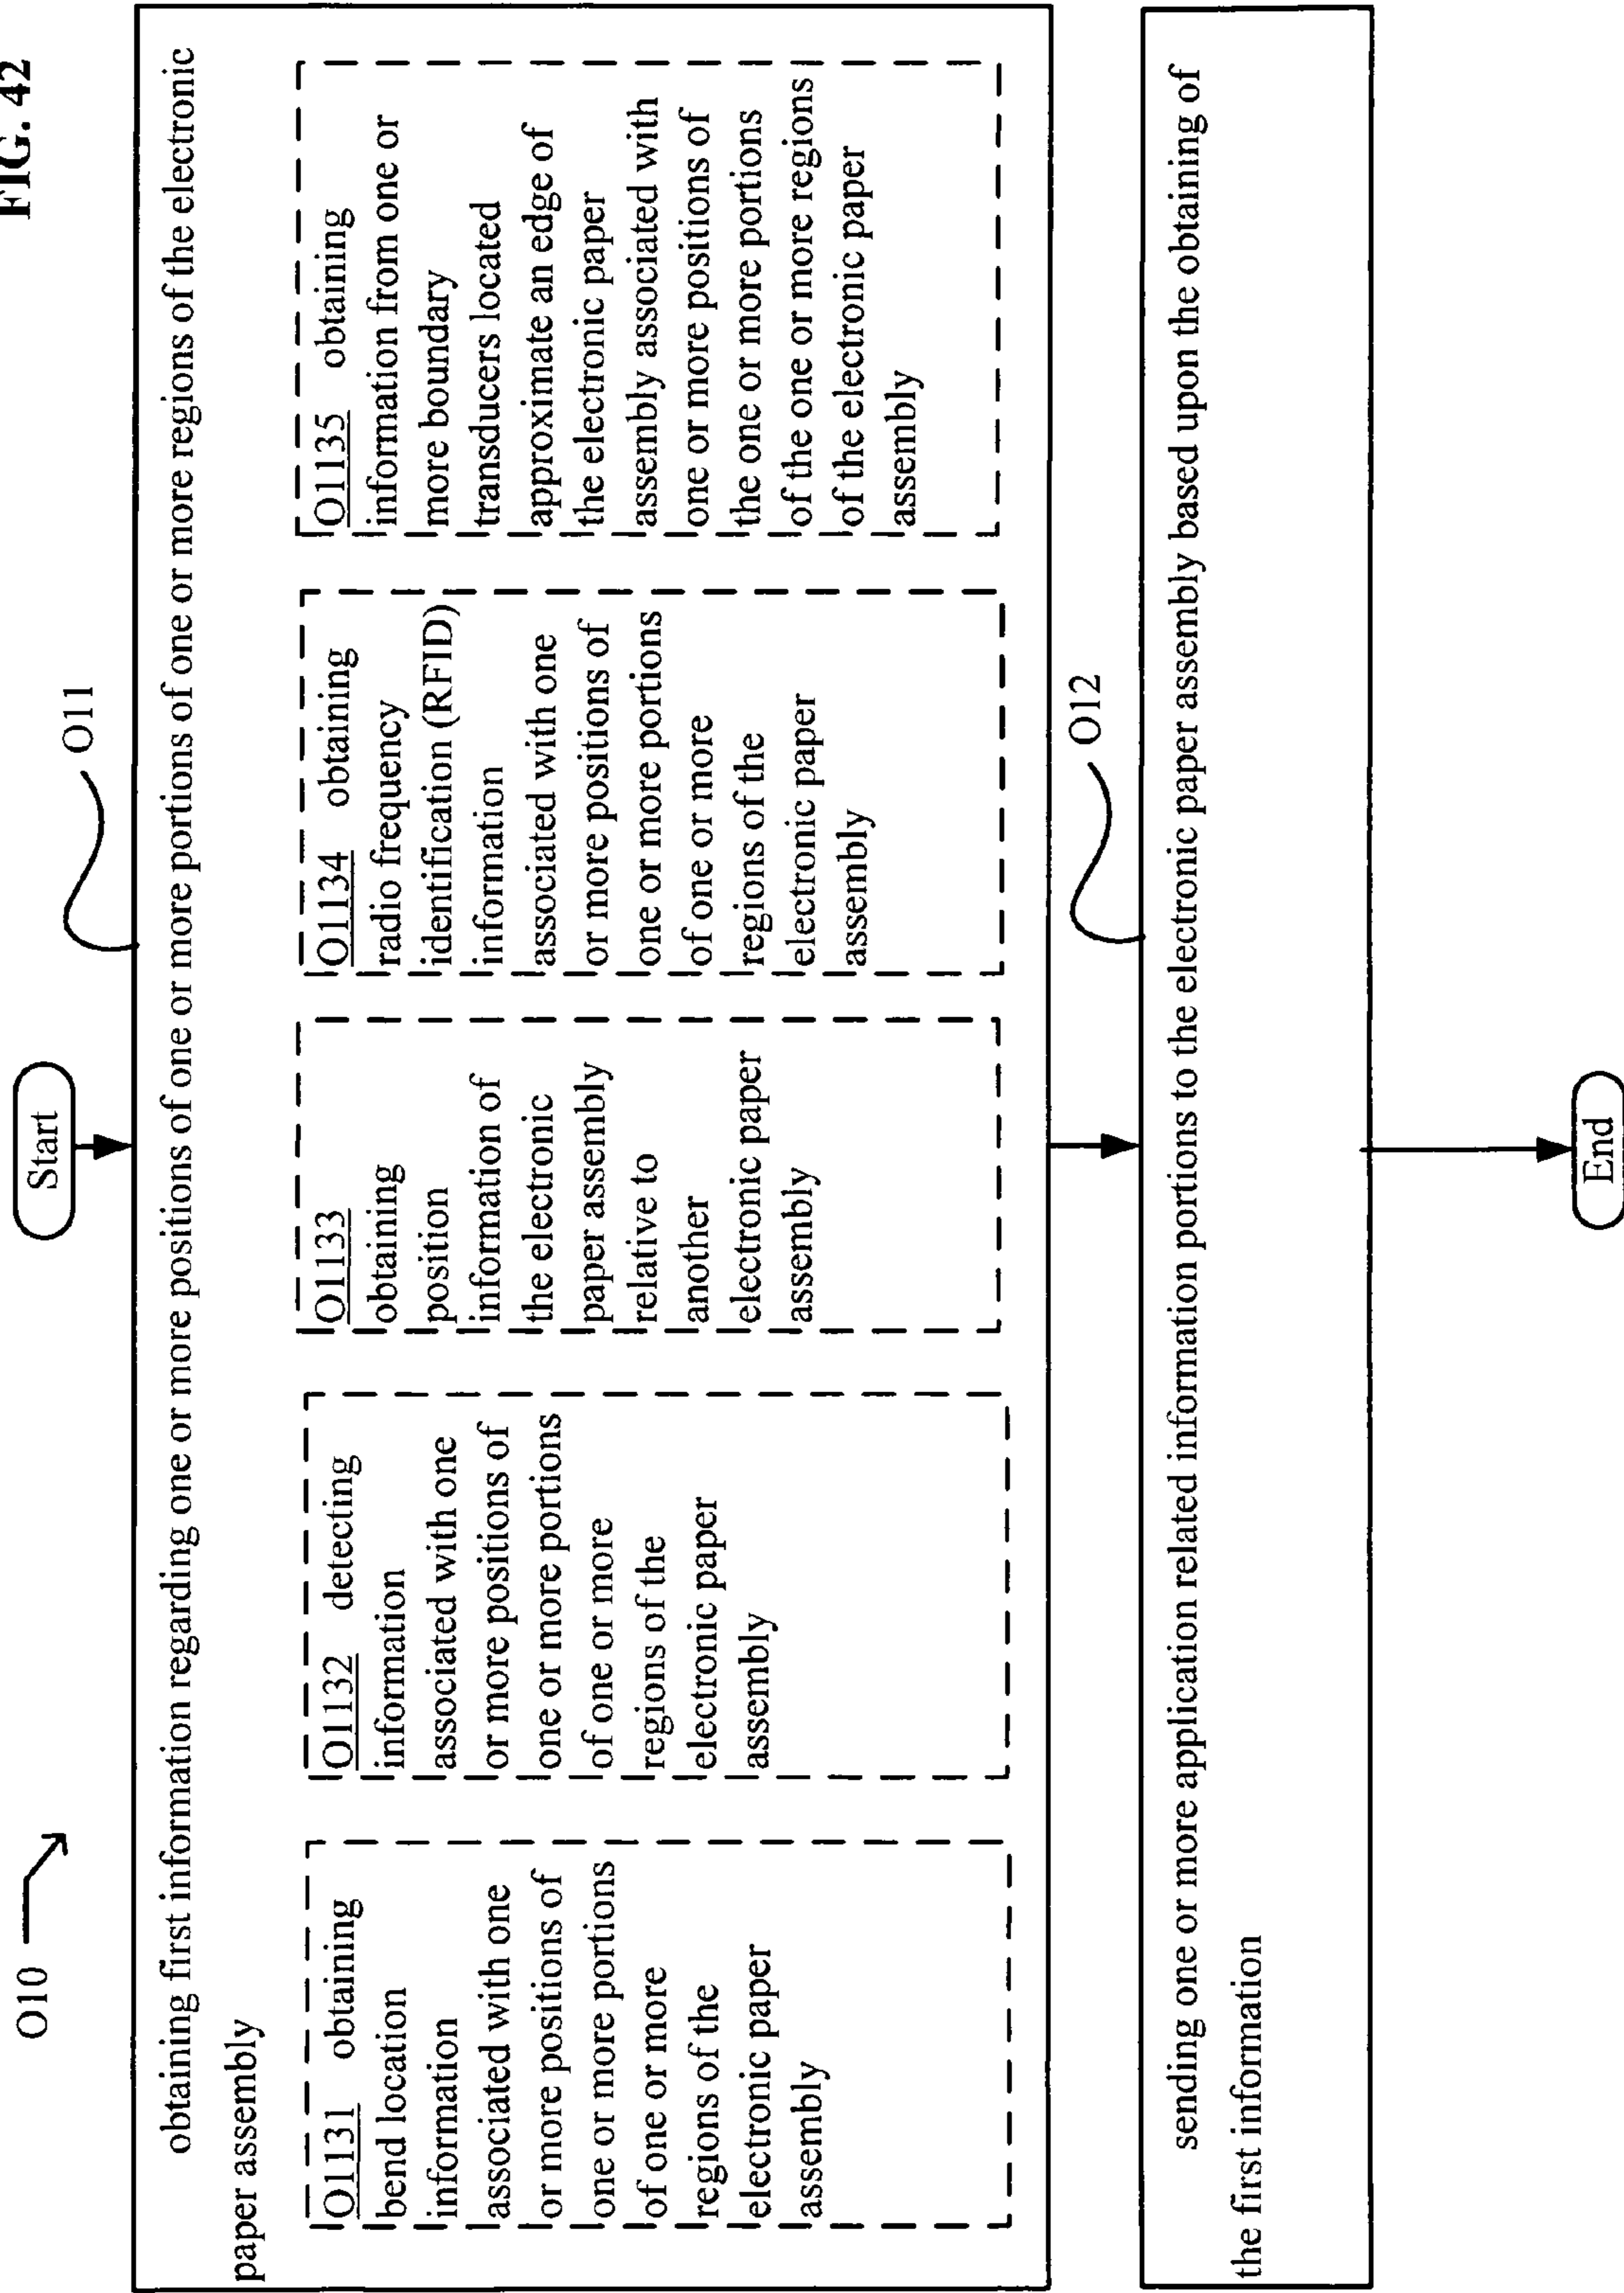 FIG. 42
O10
Start
O11
obtaining first information regarding one or more positions of one or more portions of one or more regions of the electronic
paper assembly
O1131 obtaining
bend location
information
associated with one
or more positions of
one or more portions
of one or more
regions of the
electronic paper
assembly
O1132 detecting
information
associated with one
or more positions of
one or more portions
of one or more
regions of the
electronic paper
assembly
O1133
obtaining
position
information of
the electronic
paper assembly
relative to
another
electronic paper
assembly
O1134 obtaining
radio frequency
identification (RFID)
information
associated with one
or more positions of
one or more portions
of one or more
regions of the
electronic paper
assembly
O1135 obtaining
information from one or
more boundary
transducers located
approximate an edge of
the electronic paper
assembly associated with
one or more positions of
the one or more portions
of the one or more regions
of the electronic paper
assembly
O12
sending one or more application related information portions to the electronic paper assembly based upon the obtaining of
the first information
End